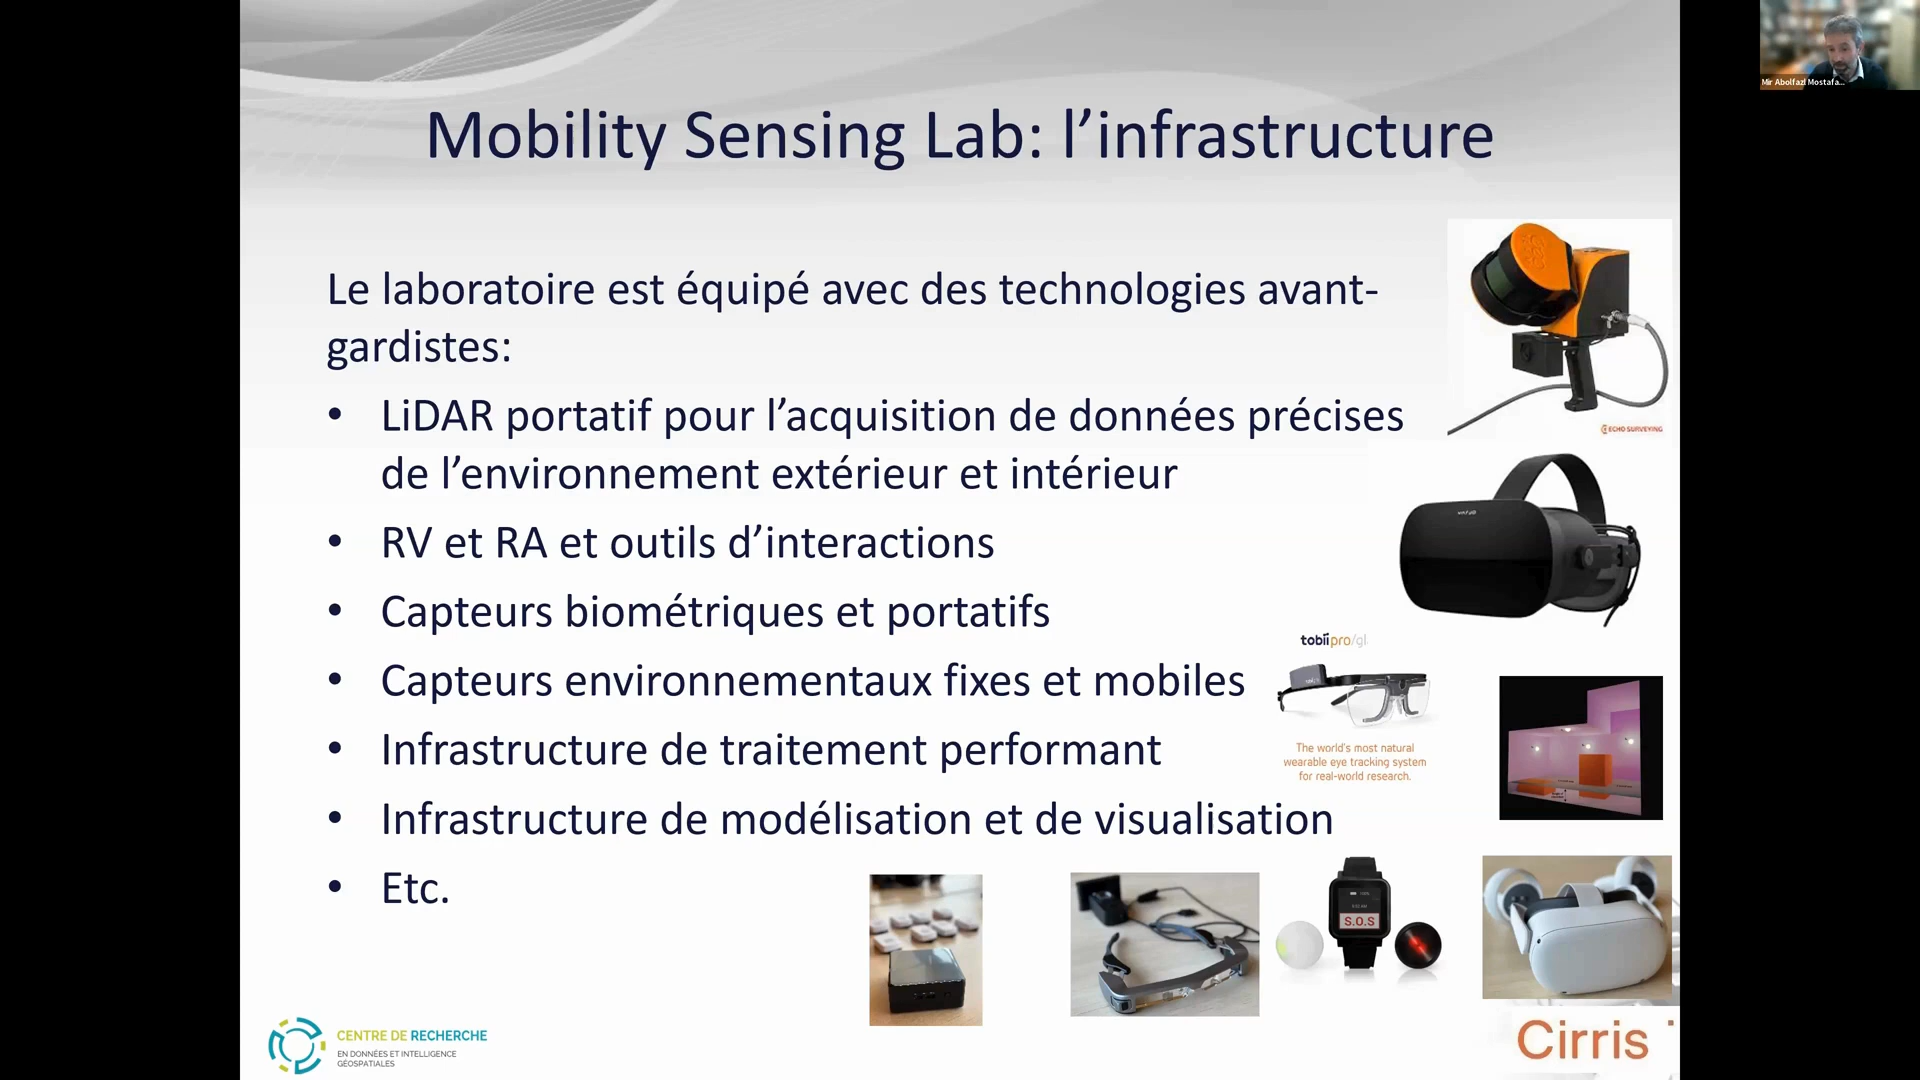 Mir Abolfazl Mostafa...
Mobility Sensing Lab: l’infrastructure
Le laboratoire est équipé avec des technologies avant-
gardistes:
• LiDAR portatif pour l’acquisition de données précises
de l’environnement extérieur et intérieur
• RV et RA et outils d’interactions
• Capteurs biométriques et portatifs
• Capteurs environnementaux fixes et mobiles
• Infrastructure de traitement performant
• Infrastructure de modélisation et de visualisation
• Etc.
ECHO SURVEYING
tobiipro/gl
The world's most natural
wearable eye tracking system
for real-world research.
S.O.S
CENTRE DE RECHERCHE
EN DONNÉES ET INTELLIGENCE
GÉOSPATIALES
Cirris